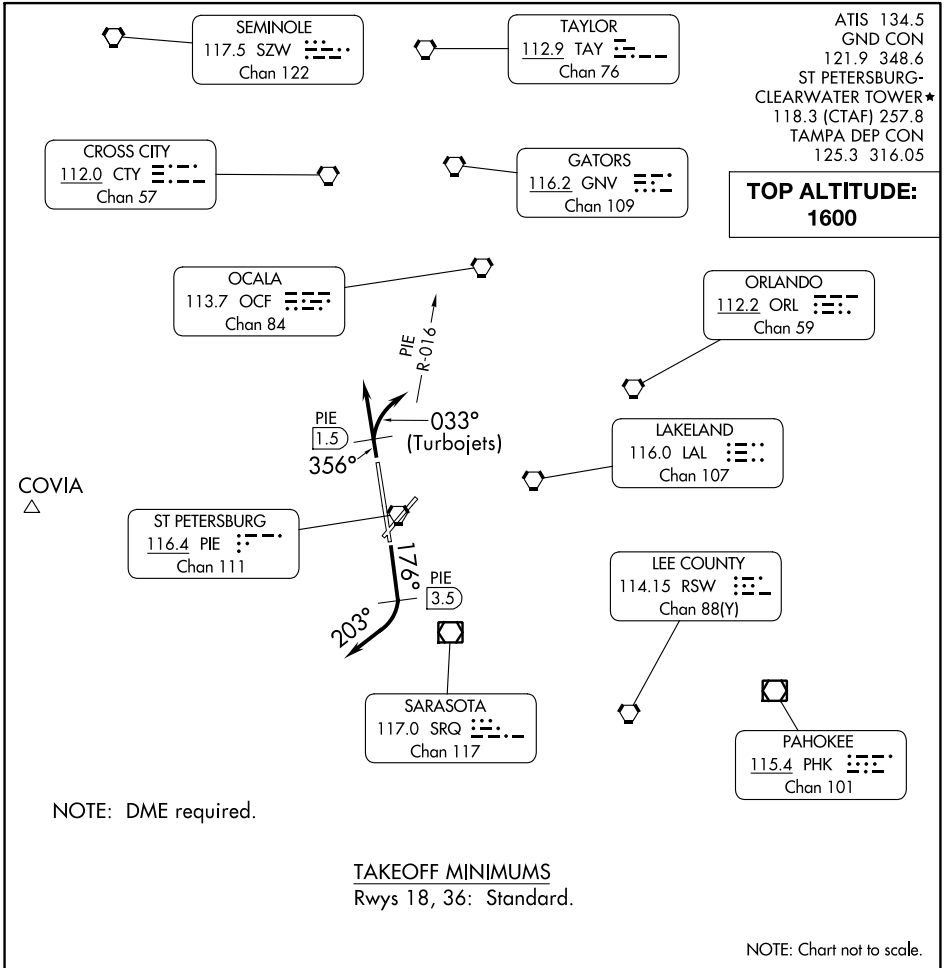 SEMINOLE
117.5 SZW
Chan 122
TAYLOR
112.9 TAY
Chan 76
ATIS 134.5
GND CON
121.9 348.6
ST PETERSBURG-
CLEARWATER TOWER★
118.3 (CTAF) 257.8
TAMPA DEP CON
125.3 316.05
CROSS CITY
112.0 CTY
Chan 57
GATORS
116.2 GNV
Chan 109
TOP ALTITUDE:
1600
OCALA
113.7 OCF
Chan 84
ORLANDO
112.2 ORL
Chan 59
PIE
R-016
PIE
1.5
033°
(Turbojets)
356°
LAKELAND
116.0 LAL
Chan 107
COVIA
ST PETERSBURG
116.4 PIE
Chan 111
176°
PIE
3.5
203°
LEE COUNTY
114.15 RSW
Chan 88(Y)
SARASOTA
117.0 SRQ
Chan 117
PAHOKEE
115.4 PHK
Chan 101
NOTE: DME required.
TAKEOFF MINIMUMS
Rwys 18, 36: Standard.
NOTE: Chart not to scale.